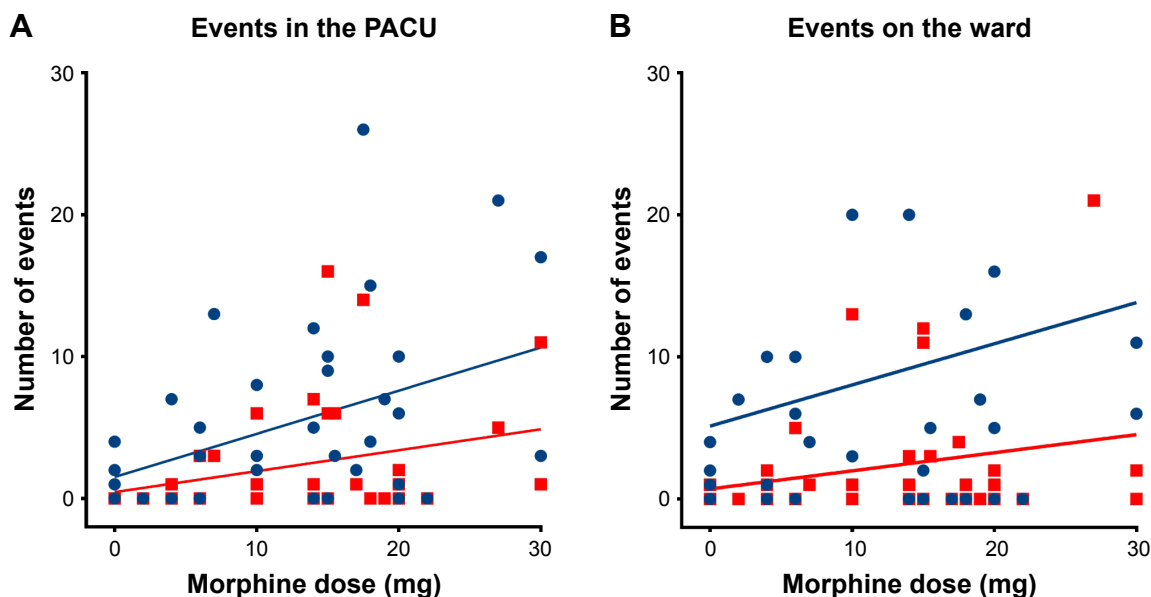 A
Events in the PACU
Number of events
30
20
10
0
0 10 20 30
Morphine dose (mg)
B
Events on the ward
Number of events
30
20
10
0
0 10 20 30
Morphine dose (mg)